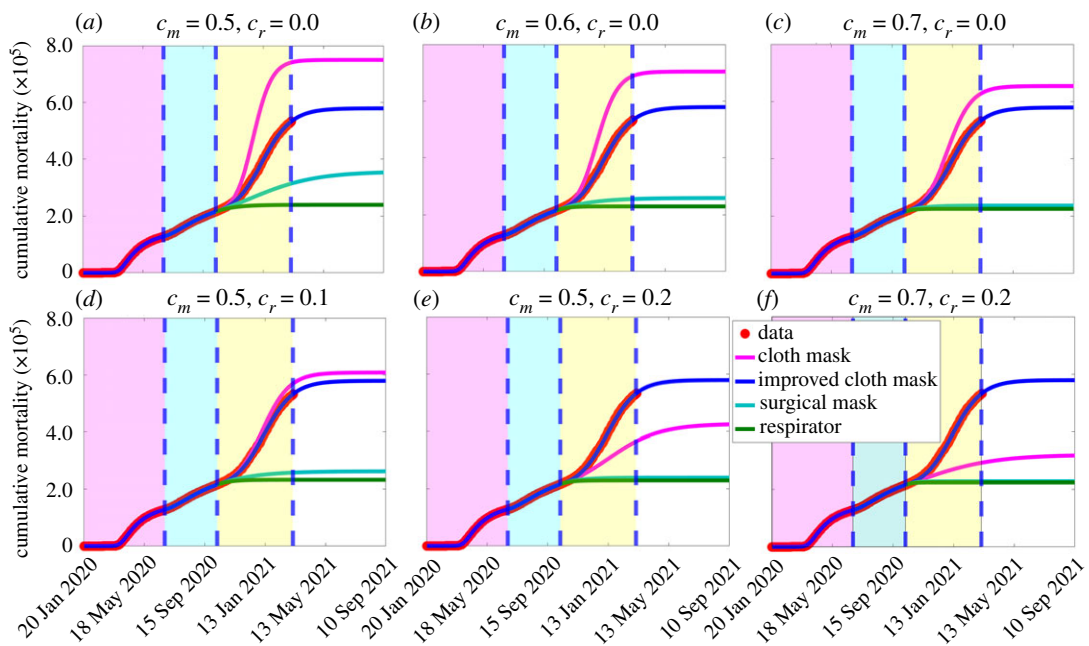 (a) c_m = 0.5, c_r = 0.0
(b) c_m = 0.6, c_r = 0.0
(c) c_m = 0.7, c_r = 0.0
cumulative mortality (×10⁵)
8.0
6.0
4.0
2.0
0
(d) c_m = 0.5, c_r = 0.1
(e) c_m = 0.5, c_r = 0.2
(f) c_m = 0.7, c_r = 0.2
cumulative mortality (×10⁵)
8.0
6.0
4.0
2.0
0
data
cloth mask
improved cloth mask
surgical mask
respirator
20 Jan 2020
18 May 2020
15 Sep 2020
13 Jan 2021
13 May 2021
10 Sep 2021
20 Jan 2020
18 May 2020
15 Sep 2020
13 Jan 2021
13 May 2021
10 Sep 2021
20 Jan 2020
18 May 2020
15 Sep 2020
13 Jan 2021
13 May 2021
10 Sep 2021